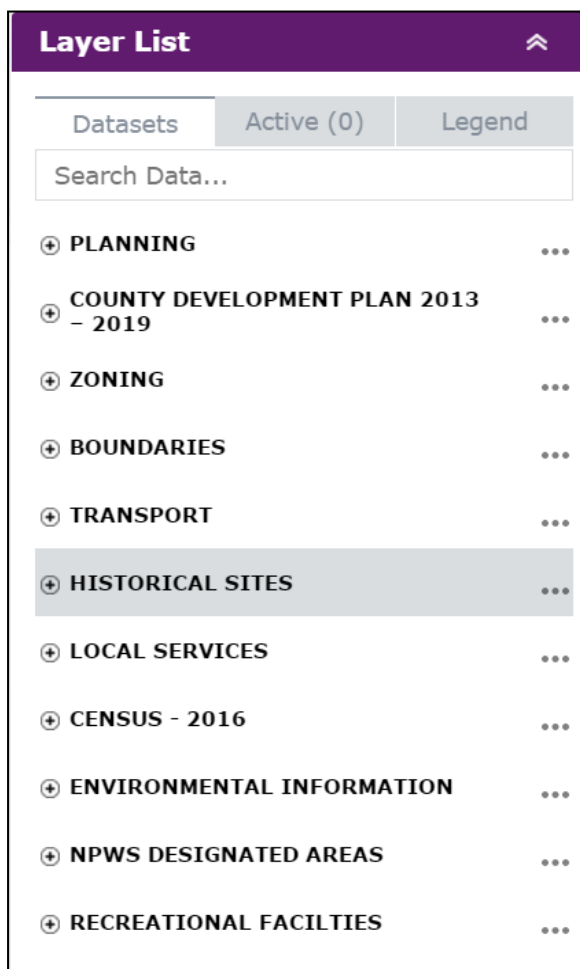 Layer List
Datasets
Active (0)
Legend
Search Data...
PLANNING
COUNTY DEVELOPMENT PLAN 2013
– 2019
ZONING
BOUNDARIES
TRANSPORT
HISTORICAL SITES
LOCAL SERVICES
CENSUS - 2016
ENVIRONMENTAL INFORMATION
NPWS DESIGNATED AREAS
RECREATIONAL FACILTIES